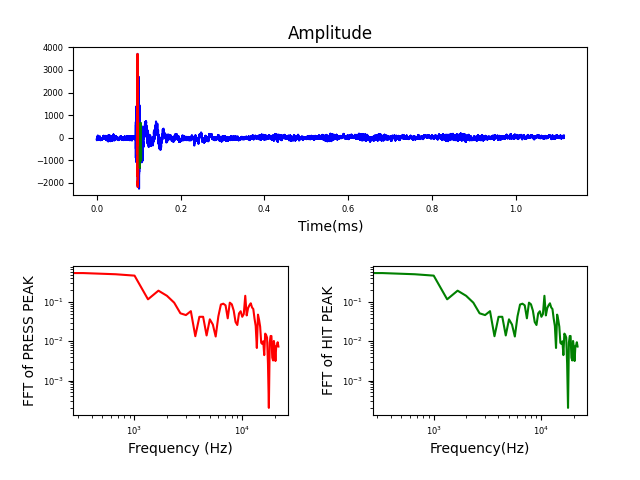 Amplitude
4000
3000
2000
1000
0
−1000
−2000
0.0 0.2 0.4 0.6 0.8 1.0
Time(ms)
FFT of PRESS PEAK
10⁻¹
10⁻²
10⁻³
10³ 10⁴
Frequency (Hz)
FFT of HIT PEAK
10⁻¹
10⁻²
10⁻³
10³ 10⁴
Frequency(Hz)